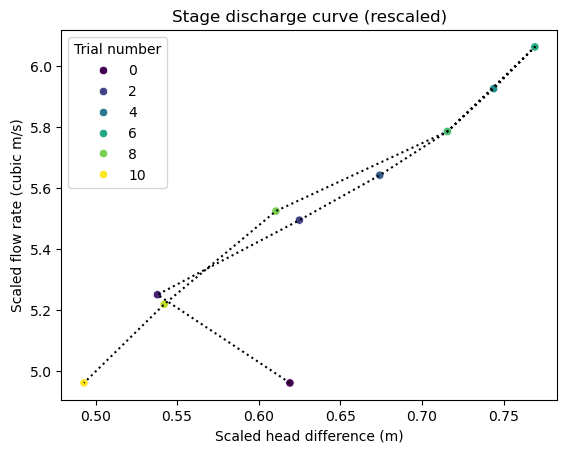 Stage discharge curve (rescaled)
Trial number
0
2
4
6
8
10
6.0
5.8
5.6
5.4
5.2
5.0
Scaled flow rate (cubic m/s)
0.50 0.55 0.60 0.65 0.70 0.75
Scaled head difference (m)